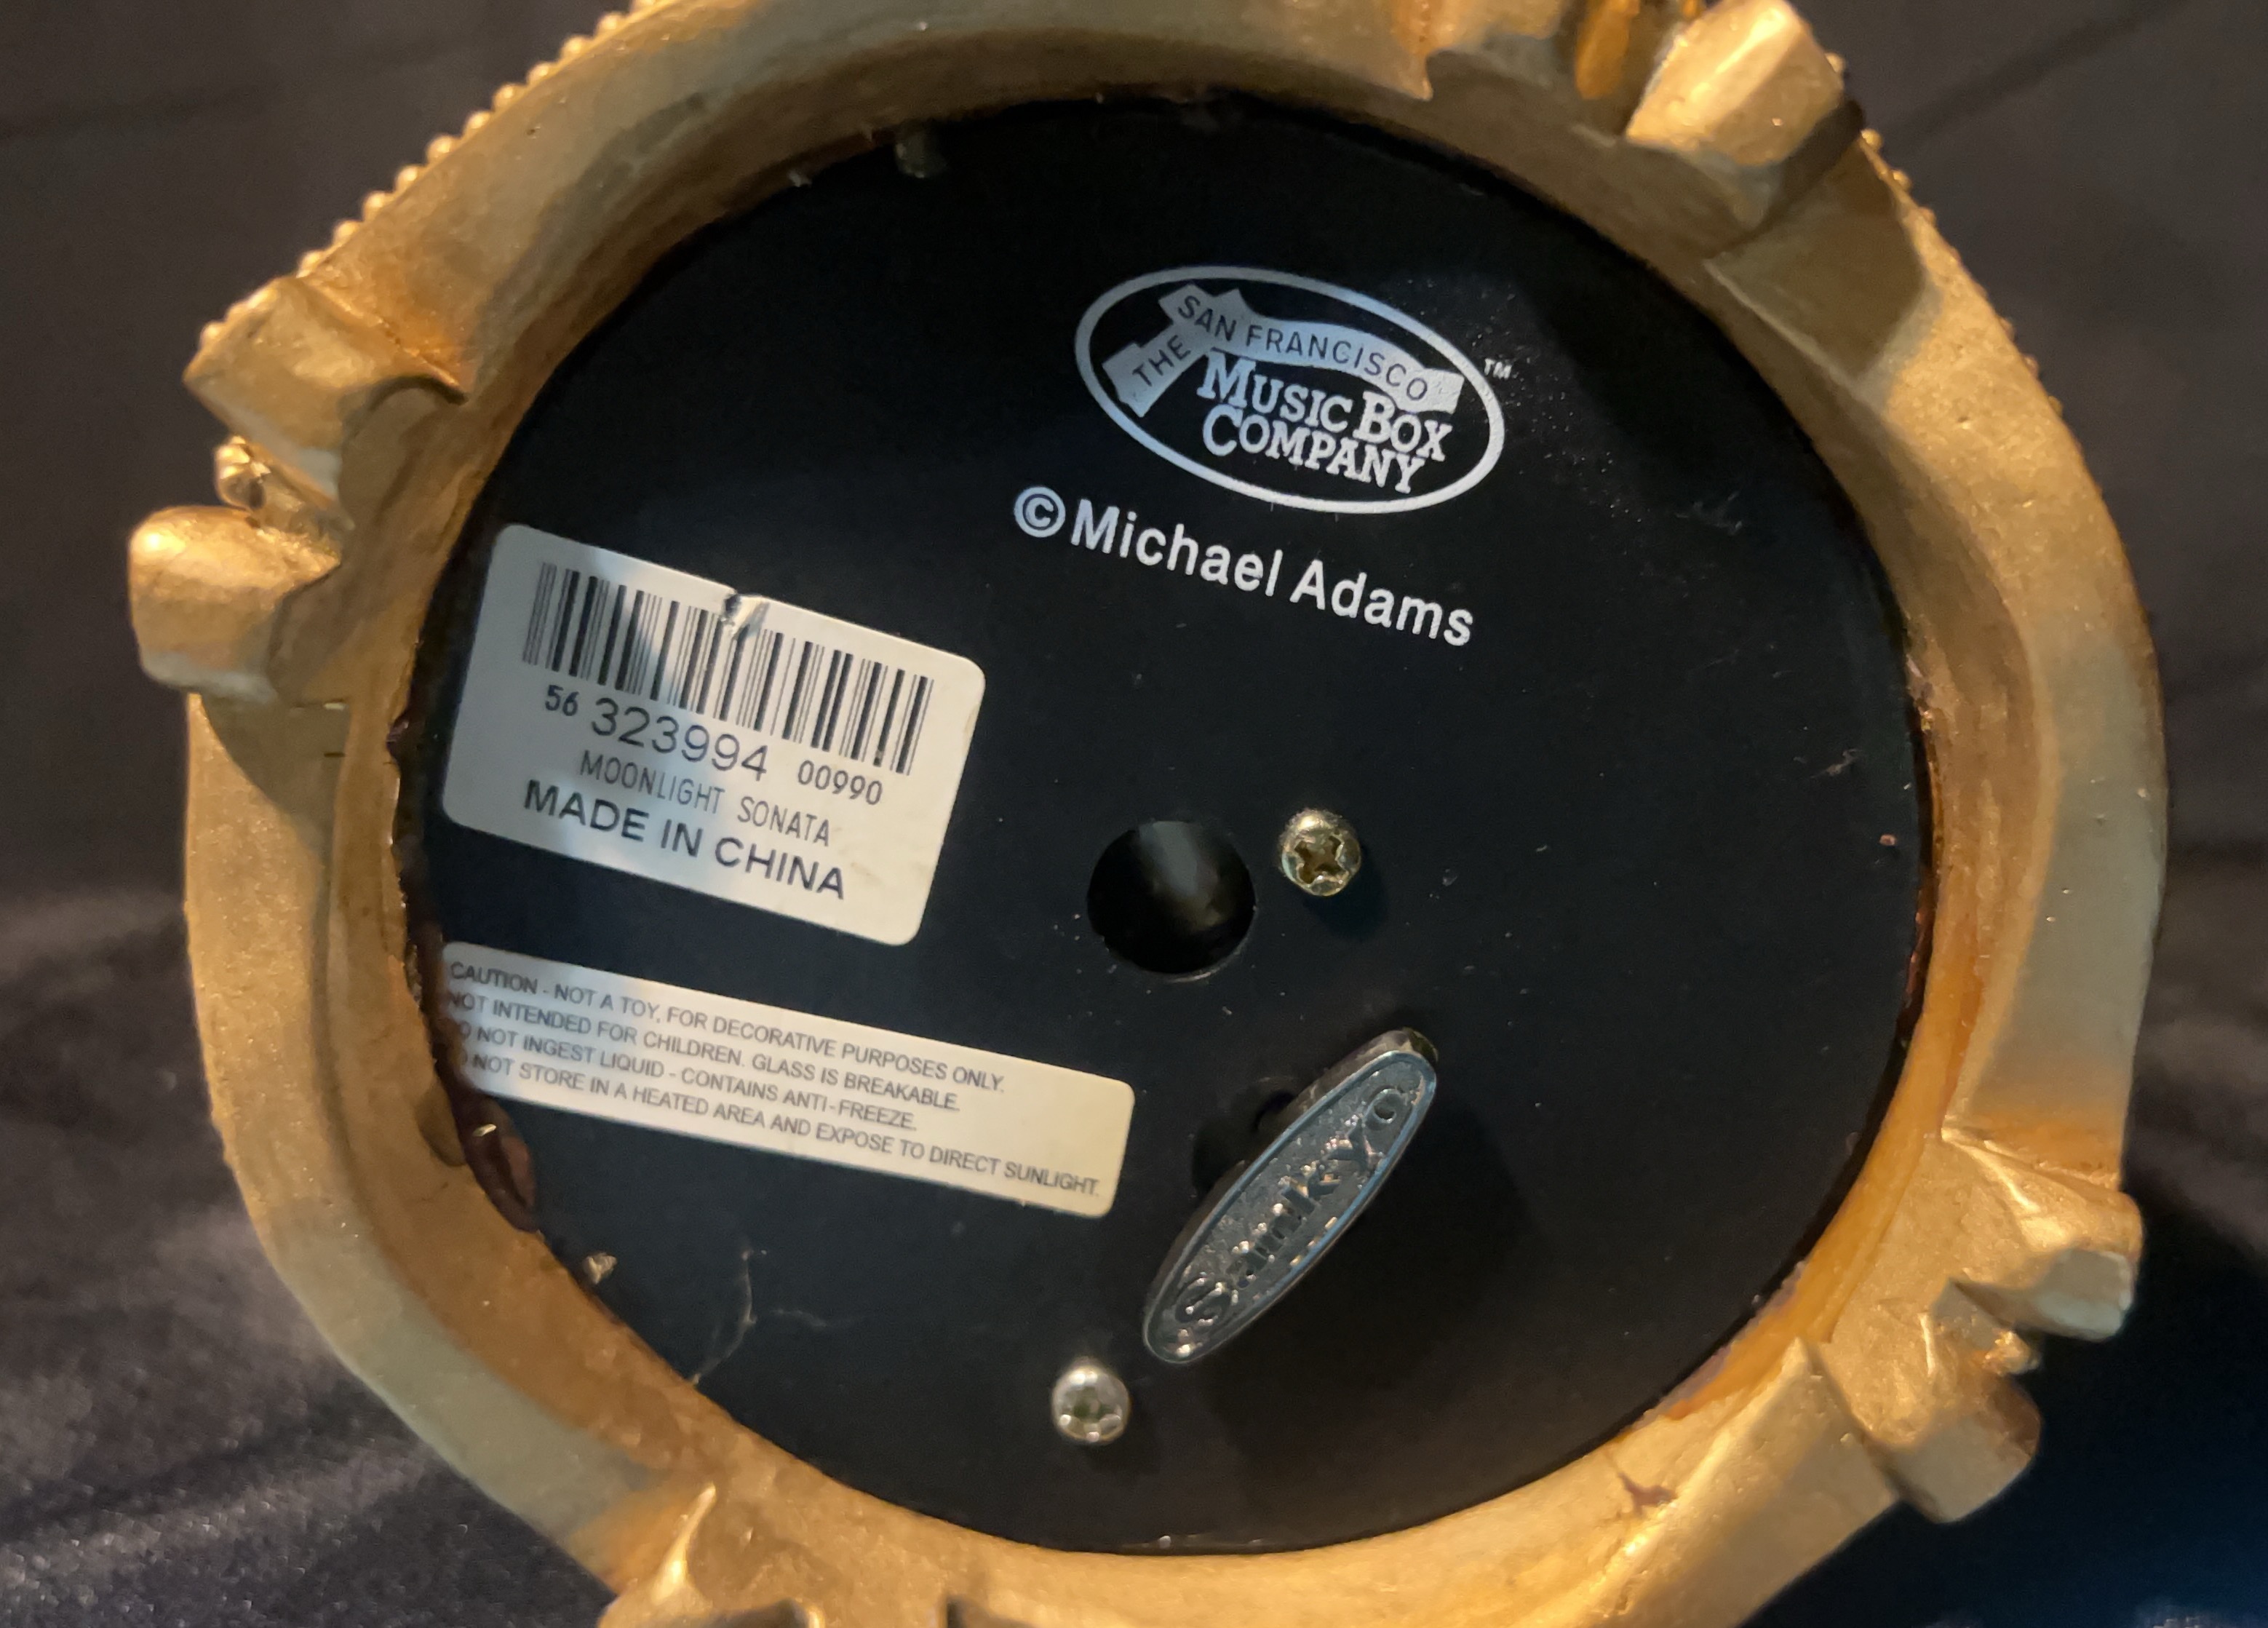 THE SAN FRANCISCO
MUSIC BOX
COMPANY
TM
©Michael Adams
56 323994 00990
MOONLIGHT SONATA
MADE IN CHINA
CAUTION - NOT A TOY, FOR DECORATIVE PURPOSES ONLY.
NOT INTENDED FOR CHILDREN. GLASS IS BREAKABLE.
O NOT INGEST LIQUID - CONTAINS ANTI-FREEZE.
O NOT STORE IN A HEATED AREA AND EXPOSE TO DIRECT SUNLIGHT.
Sankyo